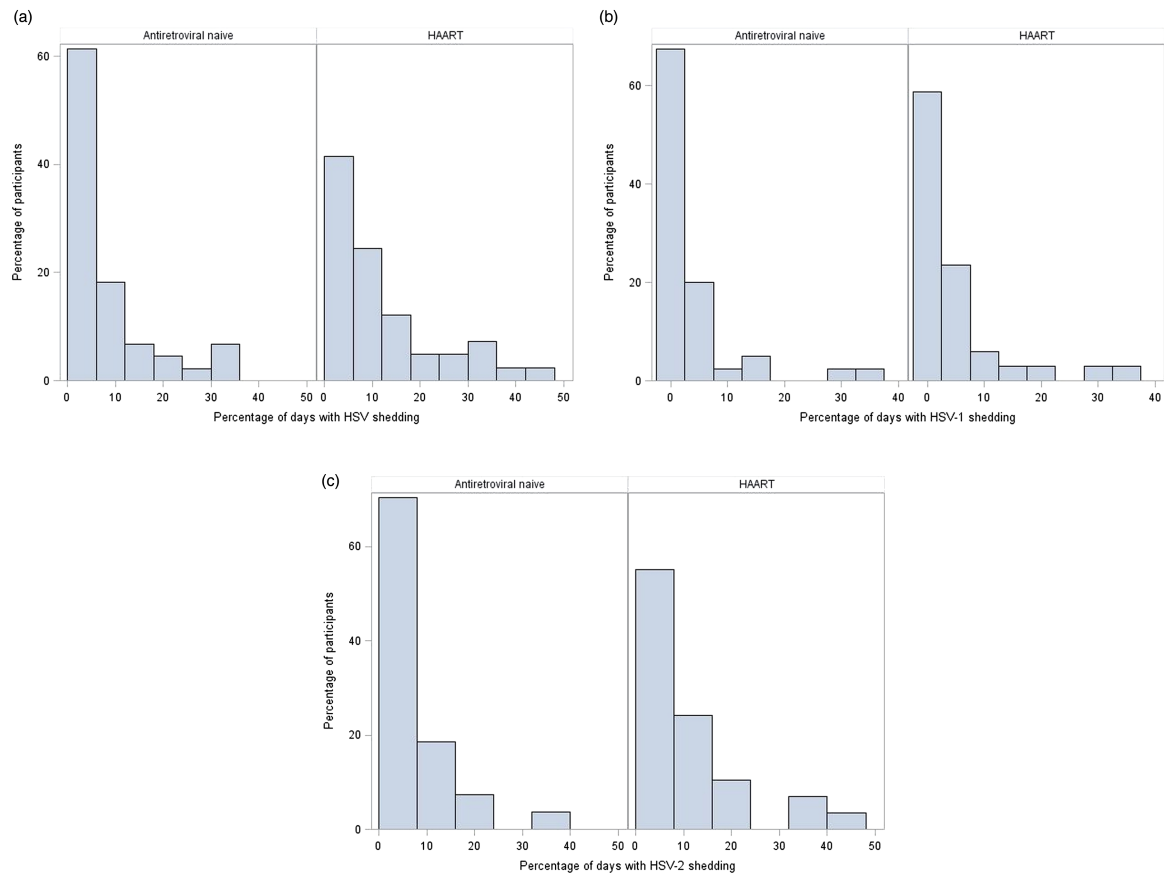 (a)
Antiretroviral naive HAART
60
40
20
0
Percentage of participants
0 10 20 30 40 50 0 10 20 30 40 50
Percentage of days with HSV shedding
(b)
Antiretroviral naive HAART
60
40
20
0
Percentage of participants
0 10 20 30 40 0 10 20 30 40
Percentage of days with HSV-1 shedding
(c)
Antiretroviral naive HAART
60
40
20
0
Percentage of participants
0 10 20 30 40 50 0 10 20 30 40 50
Percentage of days with HSV-2 shedding